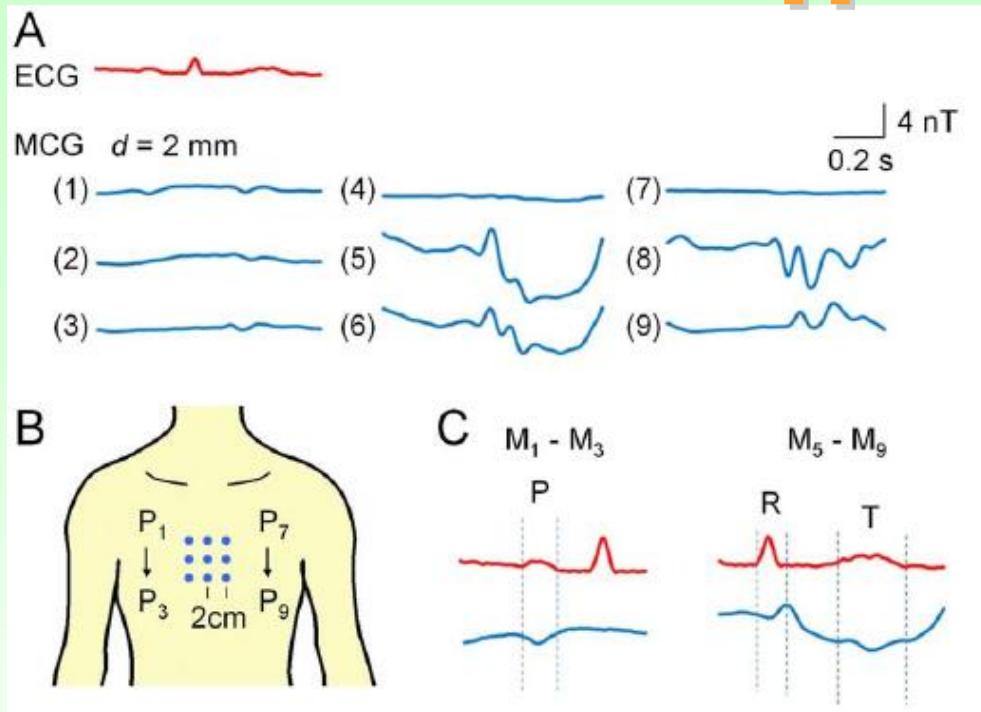 A
ECG
MCG d = 2 mm
4 nT
0.2 s
(1) (4) (7)
(2) (5) (8)
(3) (6) (9)
B
P₁ P₇
P₃ P₉
2cm
C
M₁ - M₃ M₅ - M₉
P R T